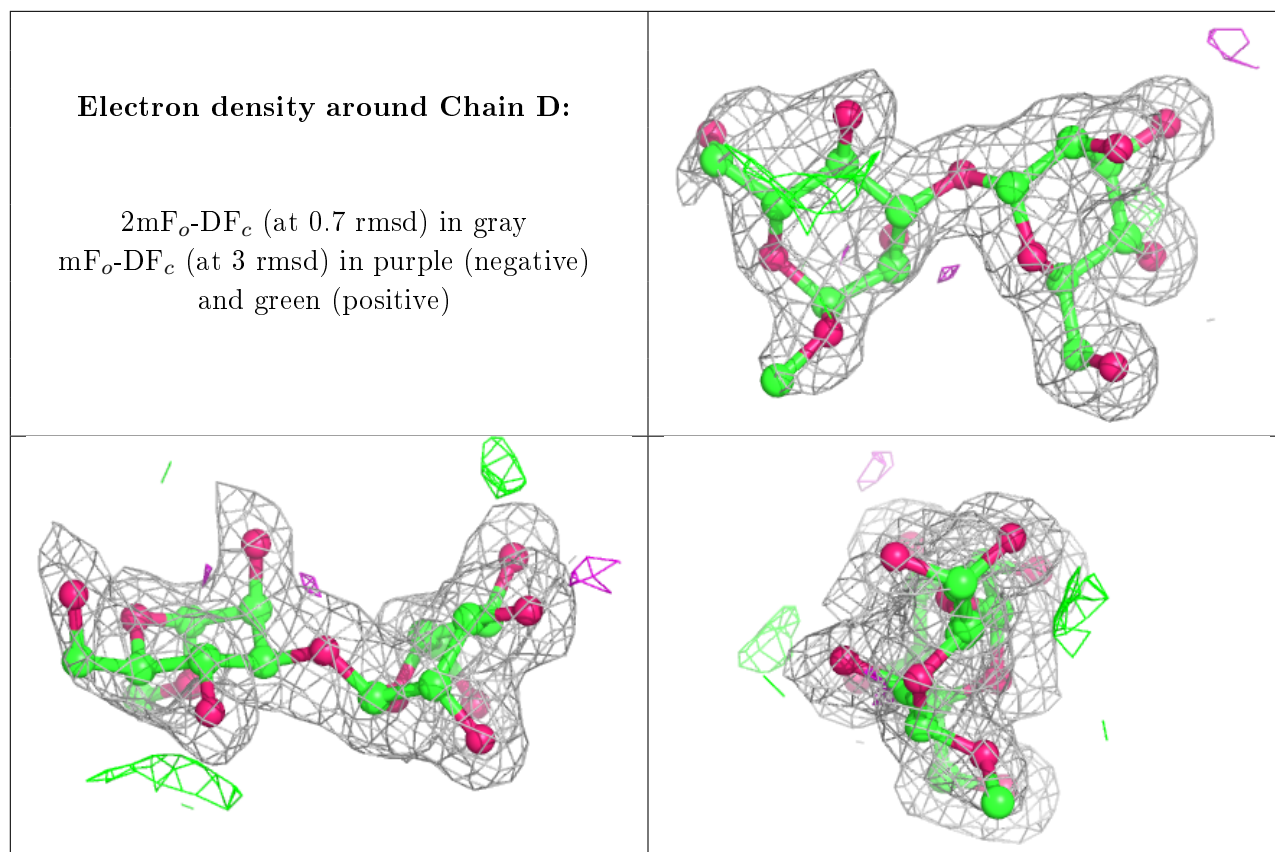 Electron density around Chain D:
2mFₒ-DF𝒸 (at 0.7 rmsd) in gray
mFₒ-DF𝒸 (at 3 rmsd) in purple (negative)
and green (positive)